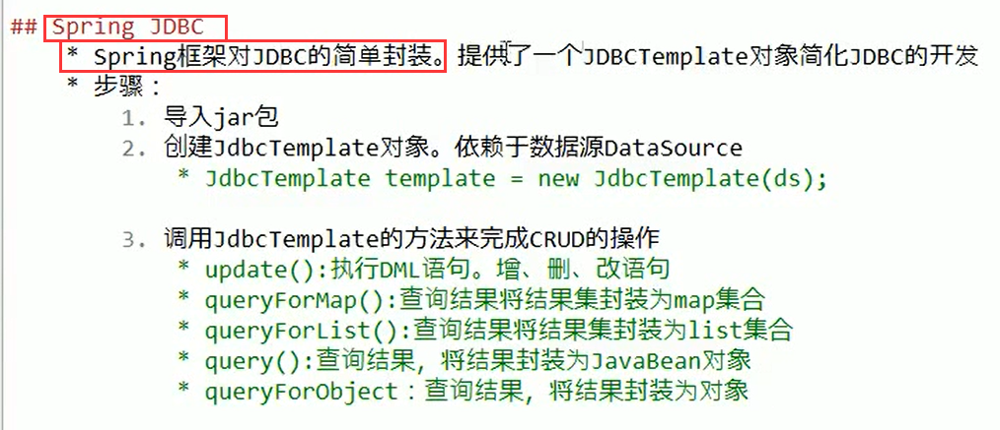 ## Spring JDBC
* Spring框架对JDBC的简单封装。提供了一个JDBCTemplate对象简化JDBC的开发
* 步骤：
1. 导入jar包
2. 创建JdbcTemplate对象。依赖于数据源DataSource
* JdbcTemplate template = new JdbcTemplate(ds);
3. 调用JdbcTemplate的方法来完成CRUD的操作
* update():执行DML语句。增、删、改语句
* queryForMap():查询结果将结果集封装为map集合
* queryForList():查询结果将结果集封装为list集合
* query():查询结果，将结果封装为JavaBean对象
* queryForObject：查询结果，将结果封装为对象